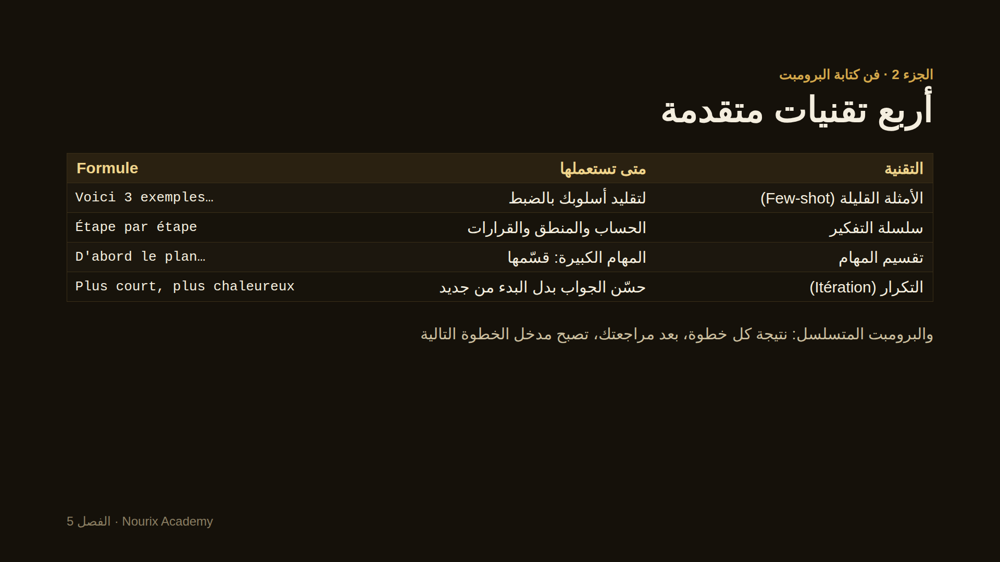 الجزء 2 · فن كتابة البرومبت
أربع تقنيات متقدمة
التقنية متى تستعملها Formule
الأمثلة القليلة (Few-shot) لتقليد أسلوبك بالضبط Voici 3 exemples…
سلسلة التفكير الحساب والمنطق والقرارات Étape par étape
تقسيم المهام المهام الكبيرة: قسّمها D'abord le plan…
التكرار (Itération) حسّن الجواب بدل البدء من جديد Plus court, plus chaleureux
والبرومبت المتسلسل: نتيجة كل خطوة، بعد مراجعتك، تصبح مدخل الخطوة التالية
Nourix Academy · الفصل 5